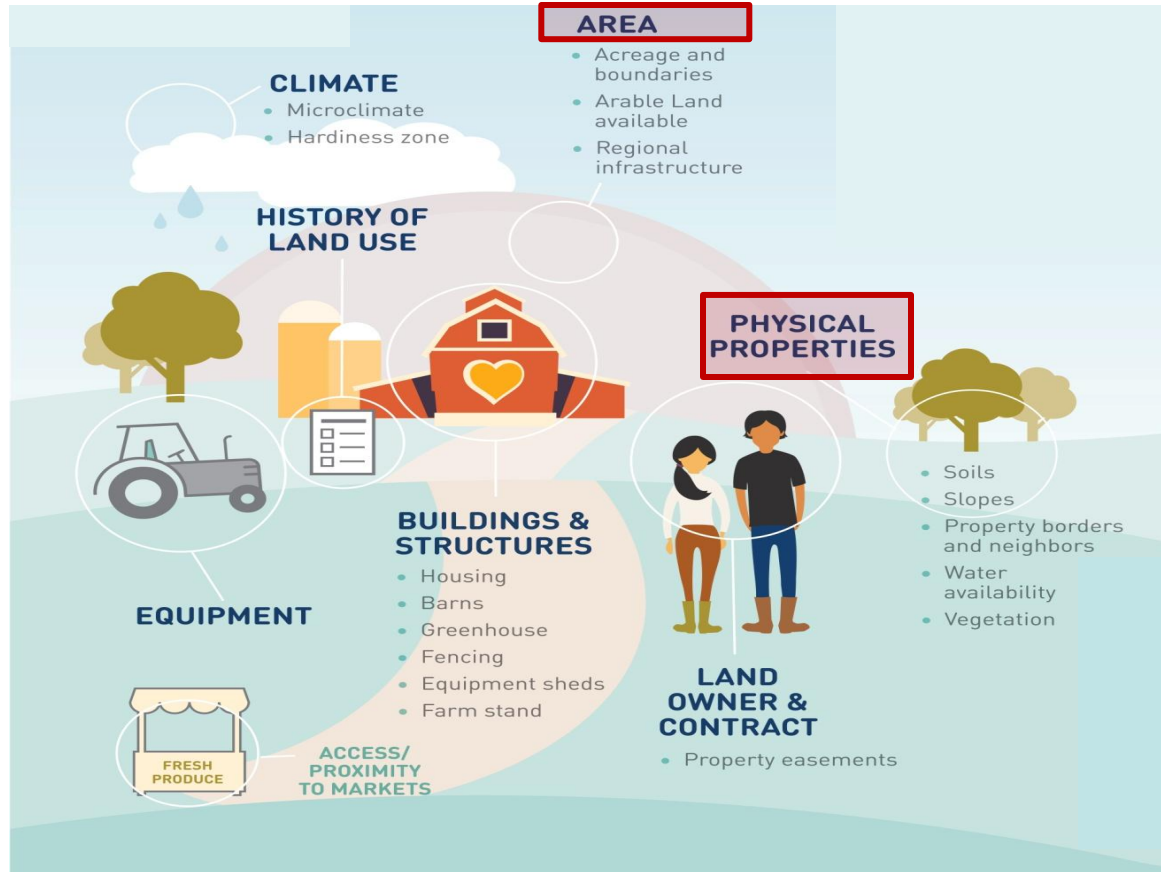 AREA
• Acreage and
boundaries
• Arable Land
available
• Regional
infrastructure
CLIMATE
• Microclimate
• Hardiness zone
HISTORY OF
LAND USE
PHYSICAL
PROPERTIES
• Soils
• Slopes
• Property borders
and neighbors
• Water
availability
• Vegetation
BUILDINGS &
STRUCTURES
• Housing
• Barns
• Greenhouse
• Fencing
• Equipment sheds
• Farm stand
EQUIPMENT
LAND
OWNER &
CONTRACT
• Property easements
FRESH
PRODUCE
ACCESS/
PROXIMITY
TO MARKETS